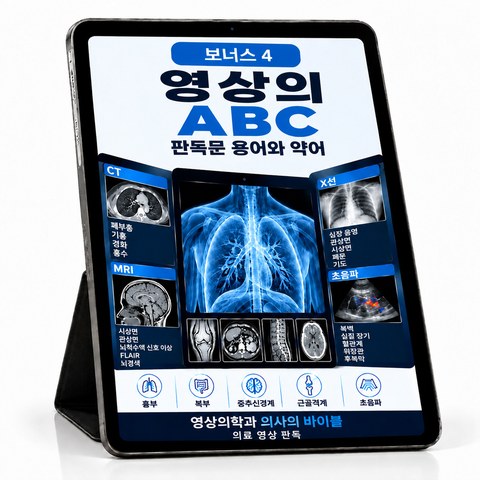 보너스 4
영상의
ABC
판독문 용어와 약어
CT
폐부종
기흉
경화
흉수
X선
심장 음영
관상면
시상면
폐문
기도
MRI
시상면
관상면
뇌척수액 신호 이상
FLAIR
뇌경색
초음파
복벽
실질 장기
혈관계
위장관
후복막
흉부
복부
중추신경계
근골격계
초음파
영상의학과 의사의 바이블
의료 영상 판독